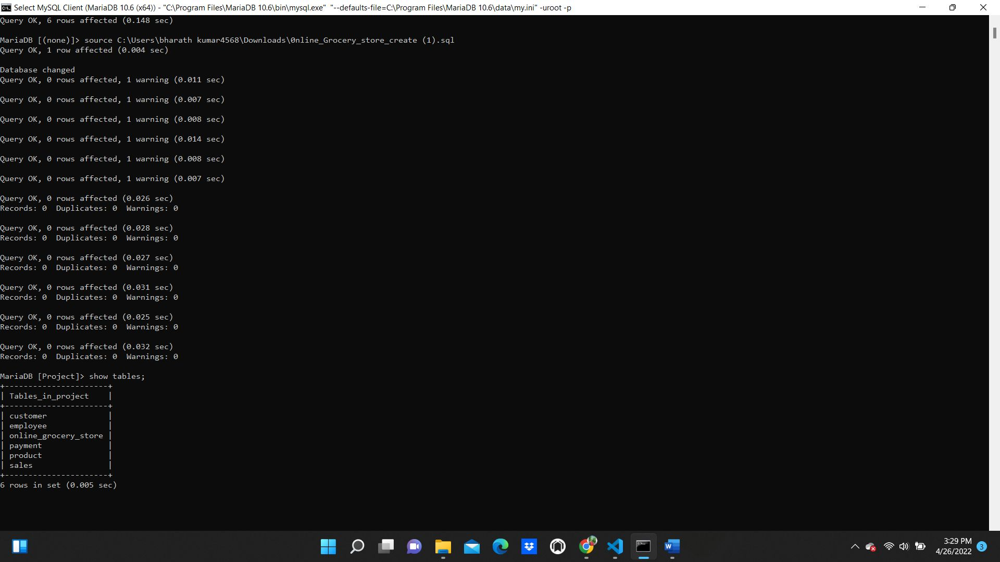 Select MySQL Client (MariaDB 10.6 (x64)) - "C:\Program Files\MariaDB 10.6\bin\mysql.exe"  "--defaults-file=C:\Program Files\MariaDB 10.6\data\my.ini" -uroot -p
Query OK, 6 rows affected (0.148 sec)
MariaDB [(none)]> source C:\Users\bharath kumar4568\Downloads\0nline_Grocery_store_create (1).sql
Query OK, 1 row affected (0.004 sec)
Database changed
Query OK, 0 rows affected, 1 warning (0.011 sec)
Query OK, 0 rows affected, 1 warning (0.007 sec)
Query OK, 0 rows affected, 1 warning (0.008 sec)
Query OK, 0 rows affected, 1 warning (0.014 sec)
Query OK, 0 rows affected, 1 warning (0.008 sec)
Query OK, 0 rows affected, 1 warning (0.007 sec)
Query OK, 0 rows affected (0.026 sec)
Records: 0  Duplicates: 0  Warnings: 0
Query OK, 0 rows affected (0.028 sec)
Records: 0  Duplicates: 0  Warnings: 0
Query OK, 0 rows affected (0.027 sec)
Records: 0  Duplicates: 0  Warnings: 0
Query OK, 0 rows affected (0.031 sec)
Records: 0  Duplicates: 0  Warnings: 0
Query OK, 0 rows affected (0.025 sec)
Records: 0  Duplicates: 0  Warnings: 0
Query OK, 0 rows affected (0.032 sec)
Records: 0  Duplicates: 0  Warnings: 0
MariaDB [Project]> show tables;
+----------------------+
| Tables_in_project    |
+----------------------+
| customer             |
| employee             |
| online_grocery_store |
| payment              |
| product              |
| sales                |
+----------------------+
6 rows in set (0.005 sec)
3:29 PM
4/26/2022
3